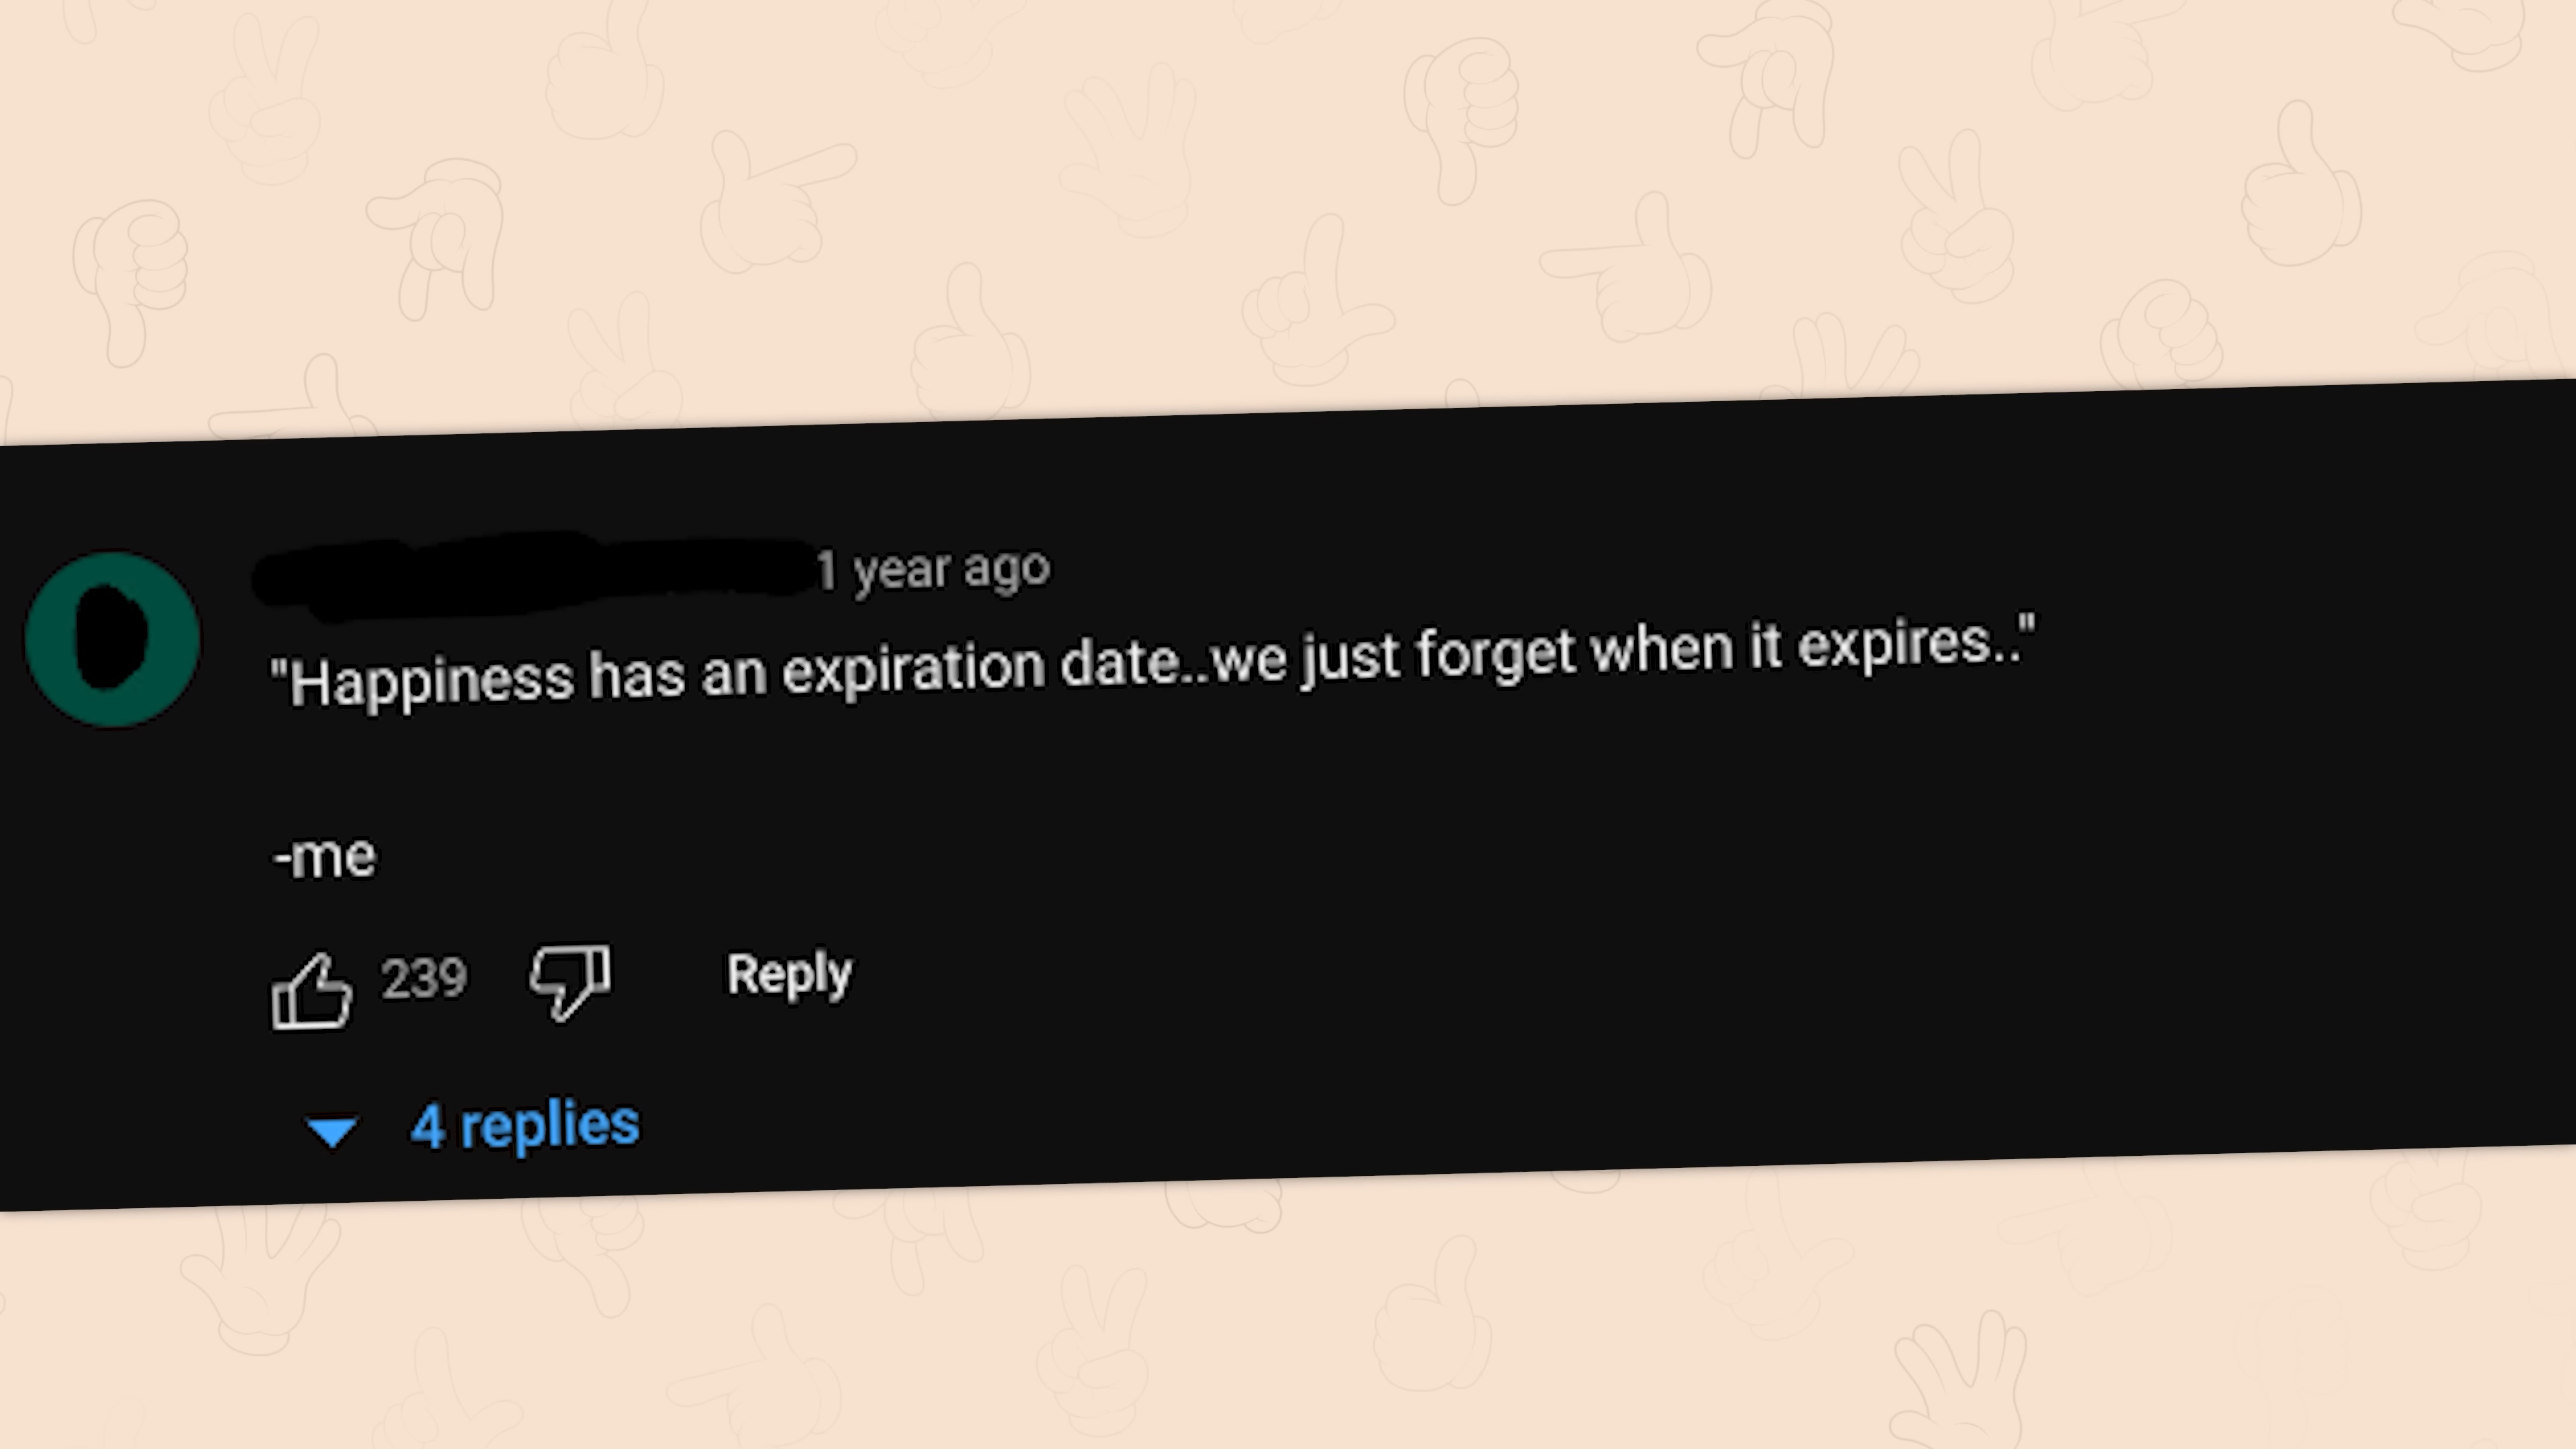 1 year ago
"Happiness has an expiration date..we just forget when it expires.."
-me
239 Reply
4 replies